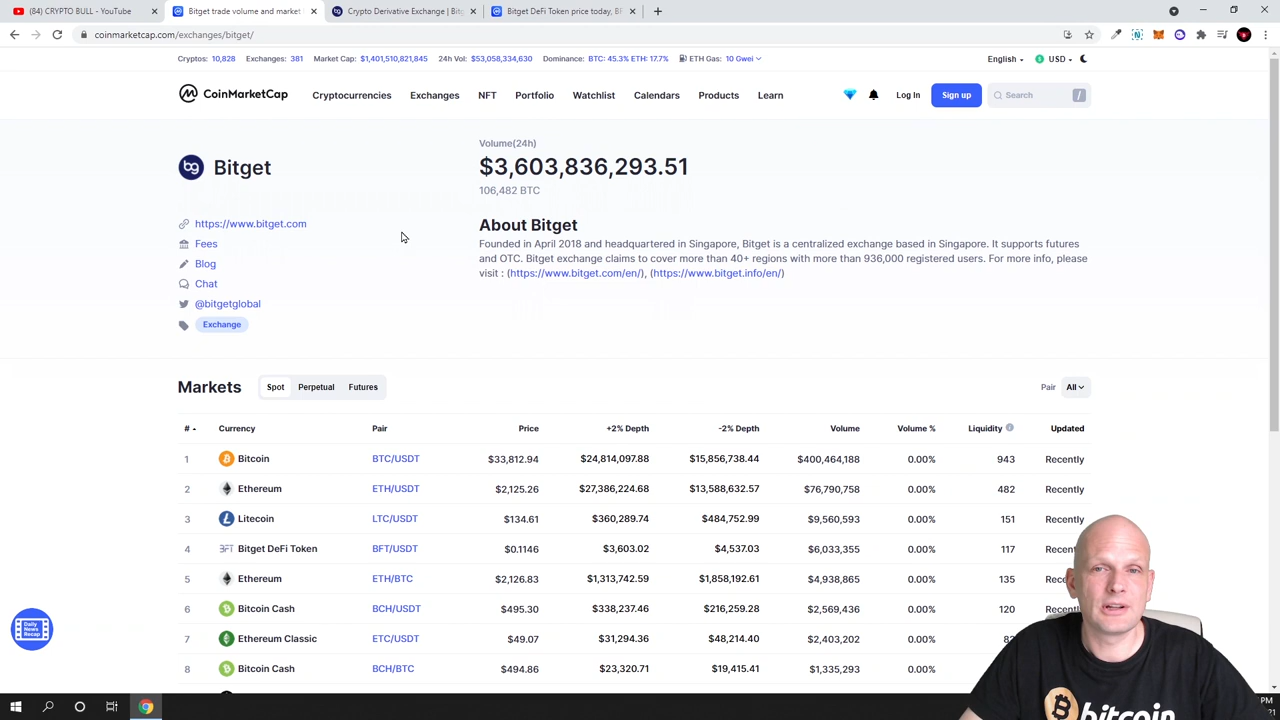 (84) CRYPTO BULL - YouTube
Bitget trade volume and market
Crypto Derivative Exchange | Bitg
Bitget DeFi Token price today, BF
coinmarketcap.com/exchanges/bitget/
Cryptos: 10,828 Exchanges: 381 Market Cap: $1,401,510,821,845 24h Vol: $53,058,334,630 Dominance: BTC: 45.3% ETH: 17.7% ETH Gas: 10 Gwei English USD
CoinMarketCap Cryptocurrencies Exchanges NFT Portfolio Watchlist Calendars Products Learn Log In Sign up Search /
bg Bitget
https://www.bitget.com
Fees
Blog
Chat
@bitgetglobal
Exchange
Volume(24h)
$3,603,836,293.51
106,482 BTC
About Bitget
Founded in April 2018 and headquartered in Singapore, Bitget is a centralized exchange based in Singapore. It supports futures
and OTC. Bitget exchange claims to cover more than 40+ regions with more than 936,000 registered users. For more info, please
visit : (https://www.bitget.com/en/), (https://www.bitget.info/en/)
Markets Spot Perpetual Futures Pair All
# Currency Pair Price +2% Depth -2% Depth Volume Volume % Liquidity Updated
1 Bitcoin BTC/USDT $33,812.94 $24,814,097.88 $15,856,738.44 $400,464,188 0.00% 943 Recently
2 Ethereum ETH/USDT $2,125.26 $27,386,224.68 $13,588,632.57 $76,790,758 0.00% 482 Recently
3 Litecoin LTC/USDT $134.61 $360,289.74 $484,752.99 $9,560,593 0.00% 151 Recently
4 Bitget DeFi Token BFT/USDT $0.1146 $3,603.02 $4,537.03 $6,033,355 0.00% 117 Recent
5 Ethereum ETH/BTC $2,126.83 $1,313,742.59 $1,858,192.61 $4,938,865 0.00% 135 Rece
6 Bitcoin Cash BCH/USDT $495.30 $338,237.46 $216,259.28 $2,569,436 0.00% 120 Rece
7 Ethereum Classic ETC/USDT $49.07 $31,294.36 $48,214.40 $2,403,202 0.00%
8 Bitcoin Cash BCH/BTC $494.86 $23,320.71 $19,415.41 $1,335,293 0.00%
Daily
News
Recap
bitcoin
PM